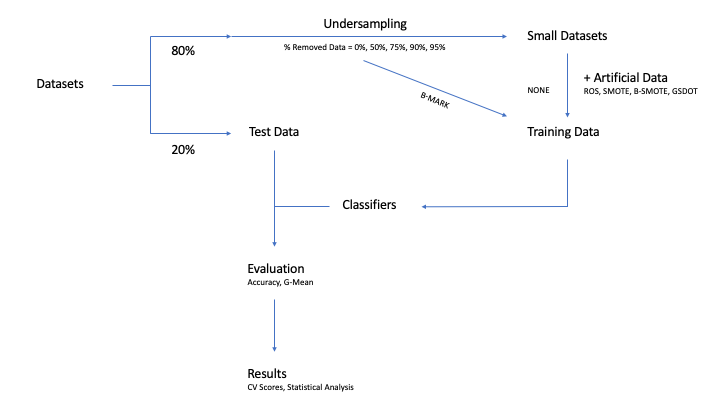 Undersampling
80%
% Removed Data = 0%, 50%, 75%, 90%, 95%
Small Datasets
Datasets
B-MARK
NONE
+ Artificial Data
ROS, SMOTE, B-SMOTE, GSDOT
20%
Test Data
Training Data
Classifiers
Evaluation
Accuracy, G-Mean
Results
CV Scores, Statistical Analysis